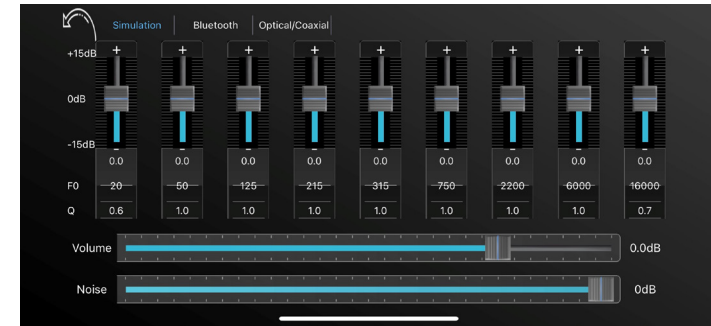 Simulation Bluetooth Optical/Coaxial
+15dB + + + + + + + + +
0dB
-15dB - - - - - - - - -
0.0 0.0 0.0 0.0 0.0 0.0 0.0 0.0 0.0
F0 20 50 125 215 315 750 2200 6000 16000
Q 0.6 1.0 1.0 1.0 1.0 1.0 1.0 1.0 0.7
Volume 0.0dB
Noise 0dB